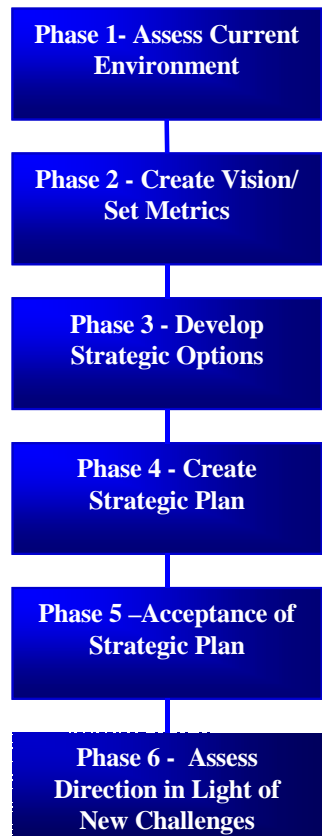 Phase 1- Assess Current
Environment
Phase 2 - Create Vision/
Set Metrics
Phase 3 - Develop
Strategic Options
Phase 4 - Create
Strategic Plan
Phase 5 –Acceptance of
Strategic Plan
Phase 6 - Assess
Direction in Light of
New Challenges